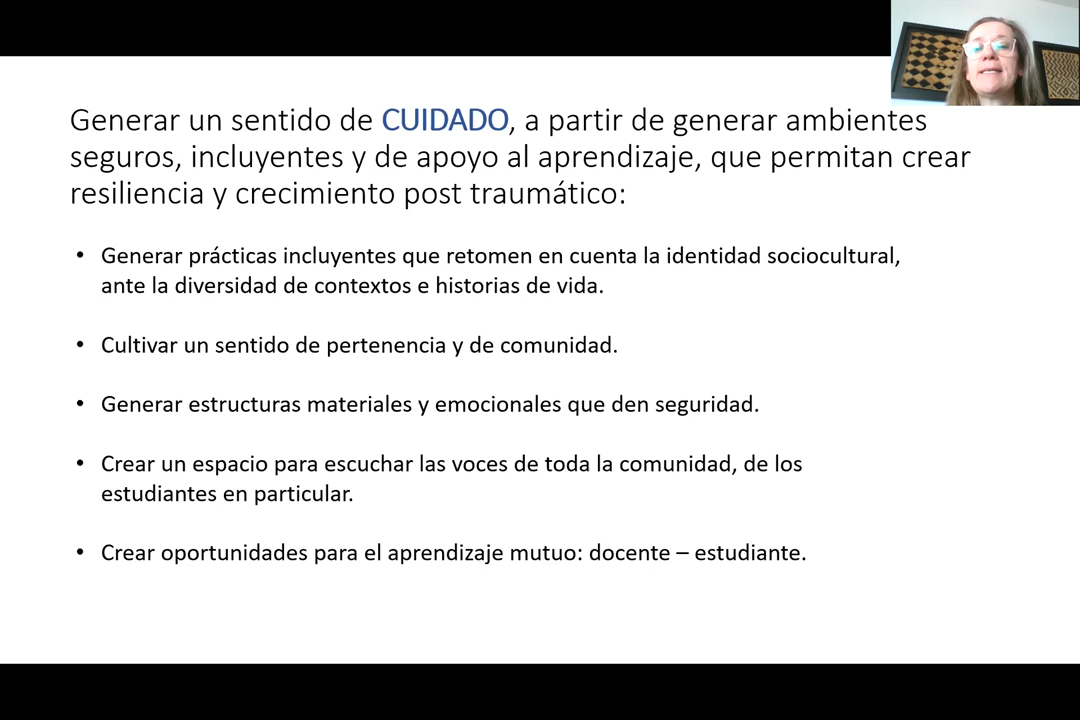 Generar un sentido de CUIDADO, a partir de generar ambientes
seguros, incluyentes y de apoyo al aprendizaje, que permitan crear
resiliencia y crecimiento post traumático:
• Generar prácticas incluyentes que retomen en cuenta la identidad sociocultural,
ante la diversidad de contextos e historias de vida.
• Cultivar un sentido de pertenencia y de comunidad.
• Generar estructuras materiales y emocionales que den seguridad.
• Crear un espacio para escuchar las voces de toda la comunidad, de los
estudiantes en particular.
• Crear oportunidades para el aprendizaje mutuo: docente – estudiante.